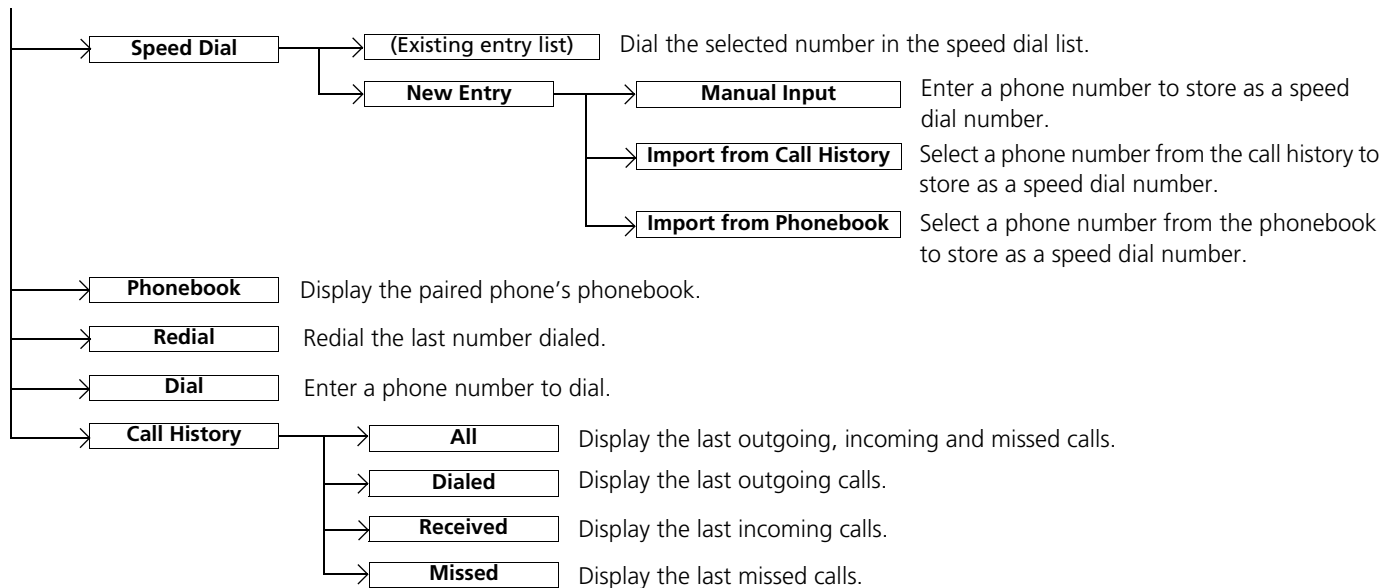 Speed Dial
(Existing entry list)
Dial the selected number in the speed dial list.
New Entry
Manual Input
Enter a phone number to store as a speed
dial number.
Import from Call History
Select a phone number from the call history to
store as a speed dial number.
Import from Phonebook
Select a phone number from the phonebook
to store as a speed dial number.
Phonebook
Display the paired phone’s phonebook.
Redial
Redial the last number dialed.
Dial
Enter a phone number to dial.
Call History
All
Display the last outgoing, incoming and missed calls.
Dialed
Display the last outgoing calls.
Received
Display the last incoming calls.
Missed
Display the last missed calls.